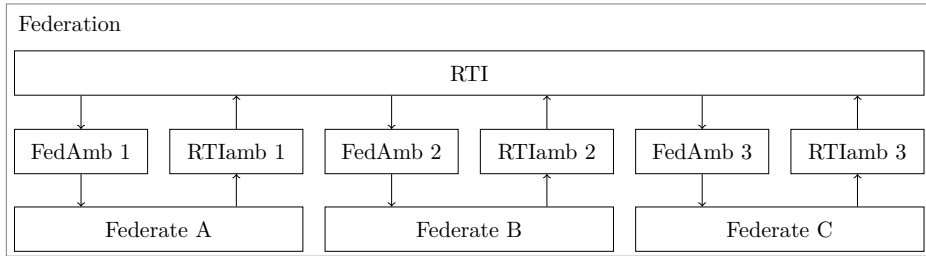 Federation
RTI
FedAmb 1 RTIamb 1 FedAmb 2 RTIamb 2 FedAmb 3 RTIamb 3
Federate A Federate B Federate C